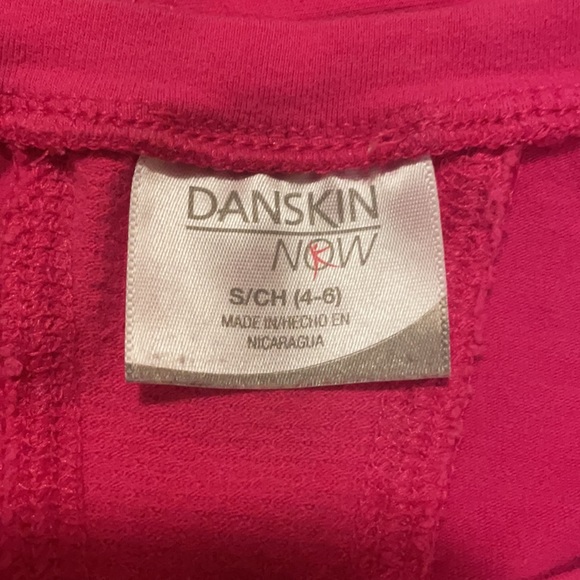 DANSKIN
NOW
S/CH (4-6)
MADE IN/HECHO EN
NICARAGUA